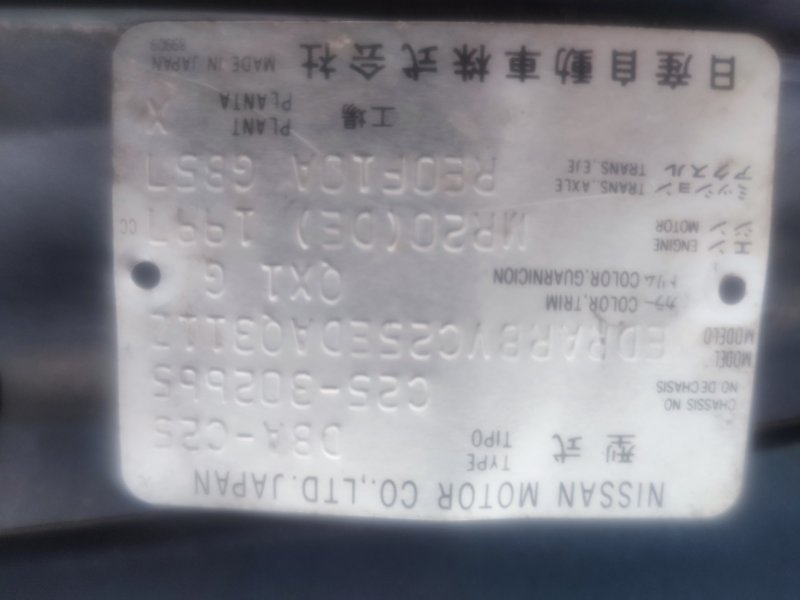 NISSAN MOTOR CO.,LTD.JAPAN
型式 TYPE TIPO DBA-C25
CHASSIS NO NO DE CHASIS C25-302665
MODEL MODELO
カラー COLOR,TRIM トリム COLOR,GUARNICION QX1 G
エンジン ENGINE MOTOR MR20(DE) 1997 CC
ミッション TRANS.AXLE アクスル TRANS.EJE RE0F10A GB57
工場 PLANT PLANTA X
日産自動車株式会社 MADE IN JAPAN